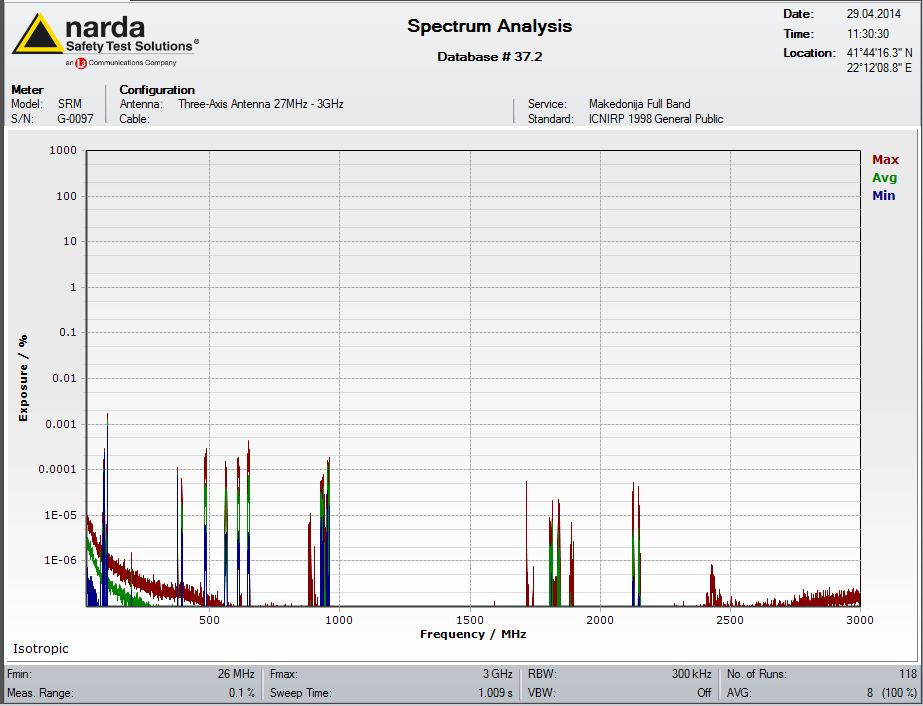 narda
Safety Test Solutions®
an L3 Communications Company
Spectrum Analysis
Database # 37.2
Date: 29.04.2014
Time: 11:30:30
Location: 41°44'16.3" N
22°12'08.8" E
Meter
Model: SRM
S/N: G-0097
Configuration
Antenna: Three-Axis Antenna 27MHz - 3GHz
Cable:
Service: Makedonija Full Band
Standard: ICNIRP 1998 General Public
Max
Avg
Min
Exposure / %
1000
100
10
1
0.1
0.01
0.001
0.0001
1E-05
1E-06
500 1000 1500 2000 2500 3000
Frequency / MHz
Isotropic
Fmin: 26 MHz Fmax: 3 GHz RBW: 300 kHz No. of Runs: 118
Meas. Range: 0.1 % Sweep Time: 1.009 s VBW: Off AVG: 8 (100 %)